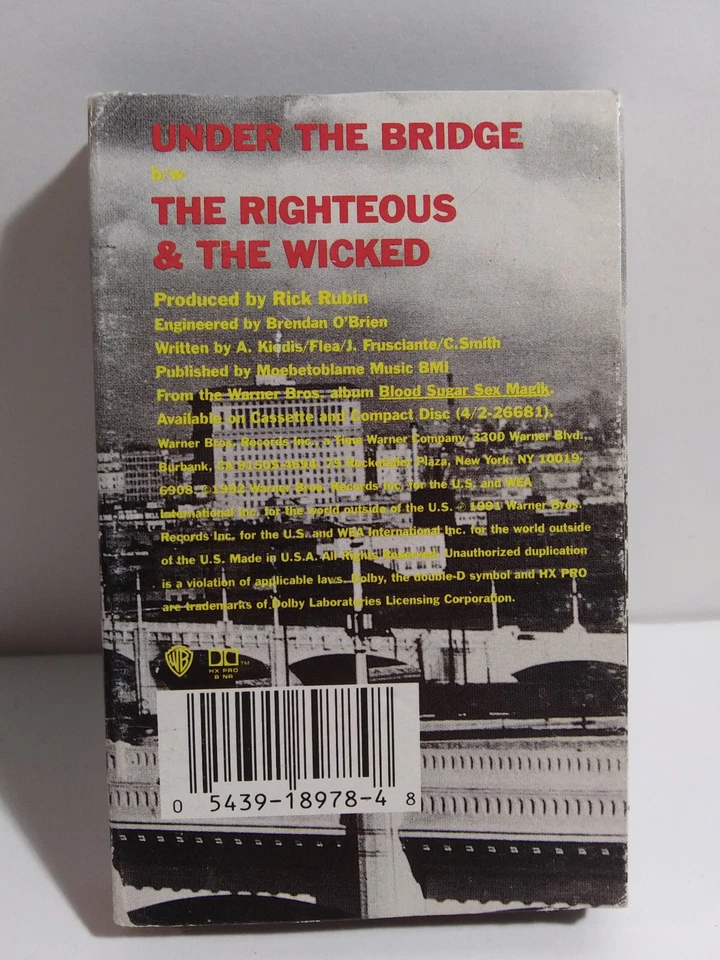 UNDER THE BRIDGE
b/w
THE RIGHTEOUS
& THE WICKED
Produced by Rick Rubin
Engineered by Brendan O'Brien
Written by A. Kiedis/Flea/J. Frusciante/C.Smith
Published by Moebetoblame Music BMI
From the Warner Bros. album Blood Sugar Sex Magik.
Available on Cassette and Compact Disc (4/2-26681).
Warner Bros. Records Inc., a Time Warner Company, 3300 Warner Blvd.,
Burbank, CA 91505-4694. 75 Rockefeller Plaza, New York, NY 10019-
6908. ©1992 Warner Bros. Records Inc. for the U.S. and WEA
International Inc. for the world outside of the U.S. ℗ 1991 Warner Bros.
Records Inc. for the U.S. and WEA International Inc. for the world outside
of the U.S. Made in U.S.A. All Rights Reserved. Unauthorized duplication
is a violation of applicable laws. Dolby, the double-D symbol and HX PRO
are trademarks of Dolby Laboratories Licensing Corporation.
WB
TM
HX PRO
B NR
0 5439-18978-4 8